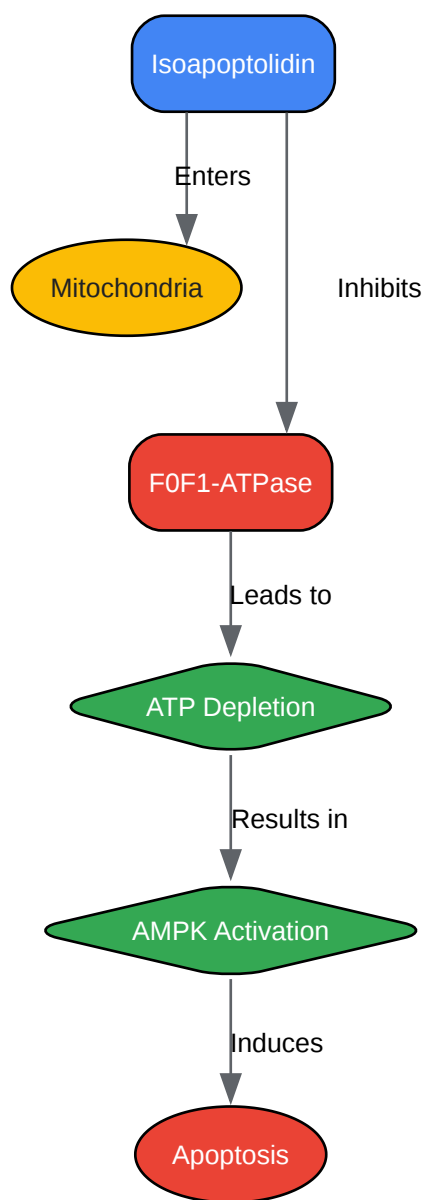 Isoapoptolidin
Enters
Mitochondria
Inhibits
F0F1-ATPase
Leads to
ATP Depletion
Results in
AMPK Activation
Induces
Apoptosis